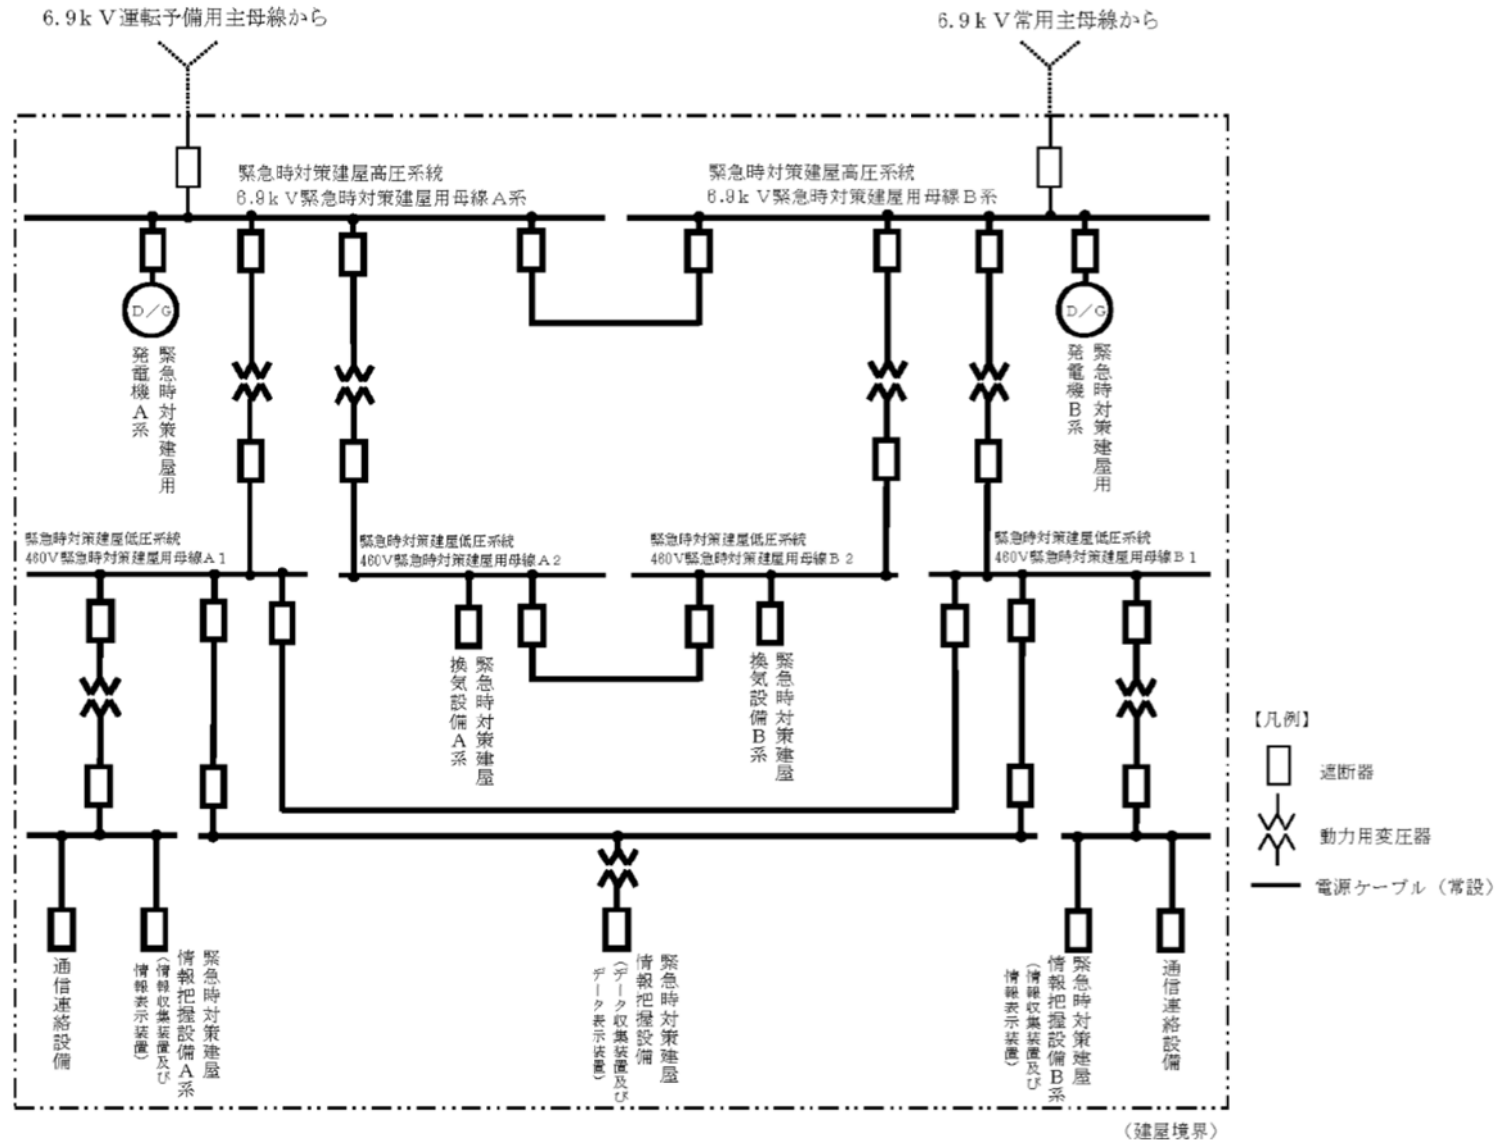 6.9kV運転予備用主母線から
6.9kV常用主母線から
緊急時対策建屋高圧系統
6.9kV緊急時対策建屋用母線A系
緊急時対策建屋高圧系統
6.9kV緊急時対策建屋用母線B系
D/G
D/G
緊急時対策建屋用
発電機A系
緊急時対策建屋用
発電機B系
緊急時対策建屋低圧系統
460V緊急時対策建屋用母線A1
緊急時対策建屋低圧系統
460V緊急時対策建屋用母線A2
緊急時対策建屋低圧系統
460V緊急時対策建屋用母線B2
緊急時対策建屋低圧系統
460V緊急時対策建屋用母線B1
緊急時対策建屋
換気設備A系
緊急時対策建屋
換気設備B系
【凡例】
遮断器
動力用変圧器
電源ケーブル(常設)
通信連絡設備
緊急時対策建屋
情報把握設備A系
(情報収集装置及び
情報表示装置)
緊急時対策建屋
情報把握設備
(データ収集装置及び
データ表示装置)
緊急時対策建屋
情報把握設備B系
(情報収集装置及び
情報表示装置)
通信連絡設備
(建屋境界)